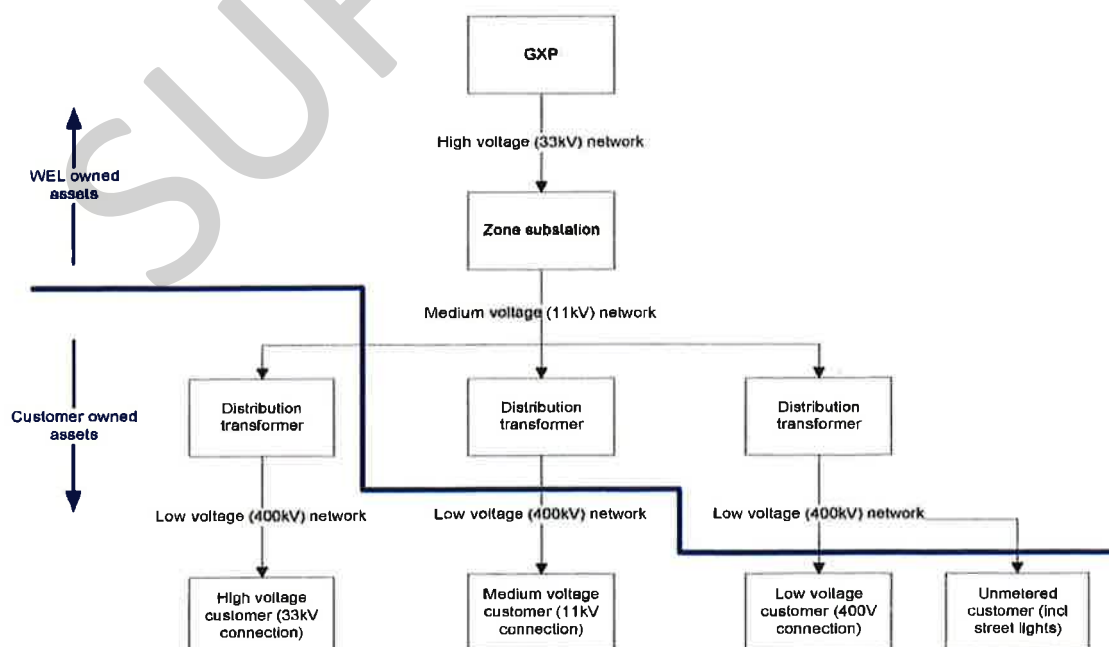 GXP
High voltage (33kV) network
WEL owned
assets
Zone substation
Medium voltage (11kV) network
Customer owned
assets
Distribution
transformer
Distribution
transformer
Distribution
transformer
Low voltage (400kV) network
Low voltage (400kV) network
Low voltage (400kV) network
High voltage
customer (33kV
connection)
Medium voltage
customer (11kV
connection)
Low voltage
customer (400V
connection)
Unmetered
customer (incl
street lights)